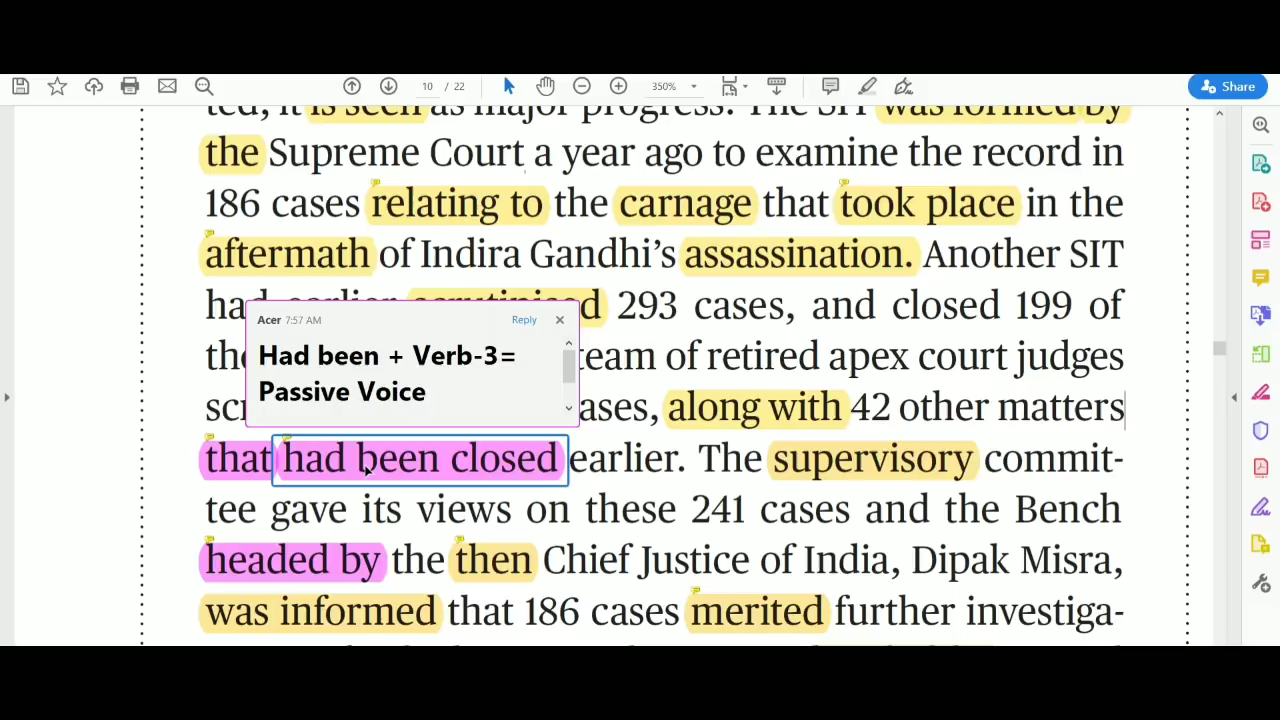 10 / 22
350%
Share
ted, it is seen as major progress. The SIT was formed by
the Supreme Court a year ago to examine the record in
186 cases relating to the carnage that took place in the
aftermath of Indira Gandhi’s assassination. Another SIT
had earlier scrutinised 293 cases, and closed 199 of
Acer 7:57 AM Reply
Had been + Verb-3=
Passive Voice
the team of retired apex court judges
scr ases, along with 42 other matters
that had been closed earlier. The supervisory commit-
tee gave its views on these 241 cases and the Bench
headed by the then Chief Justice of India, Dipak Misra,
was informed that 186 cases merited further investiga-